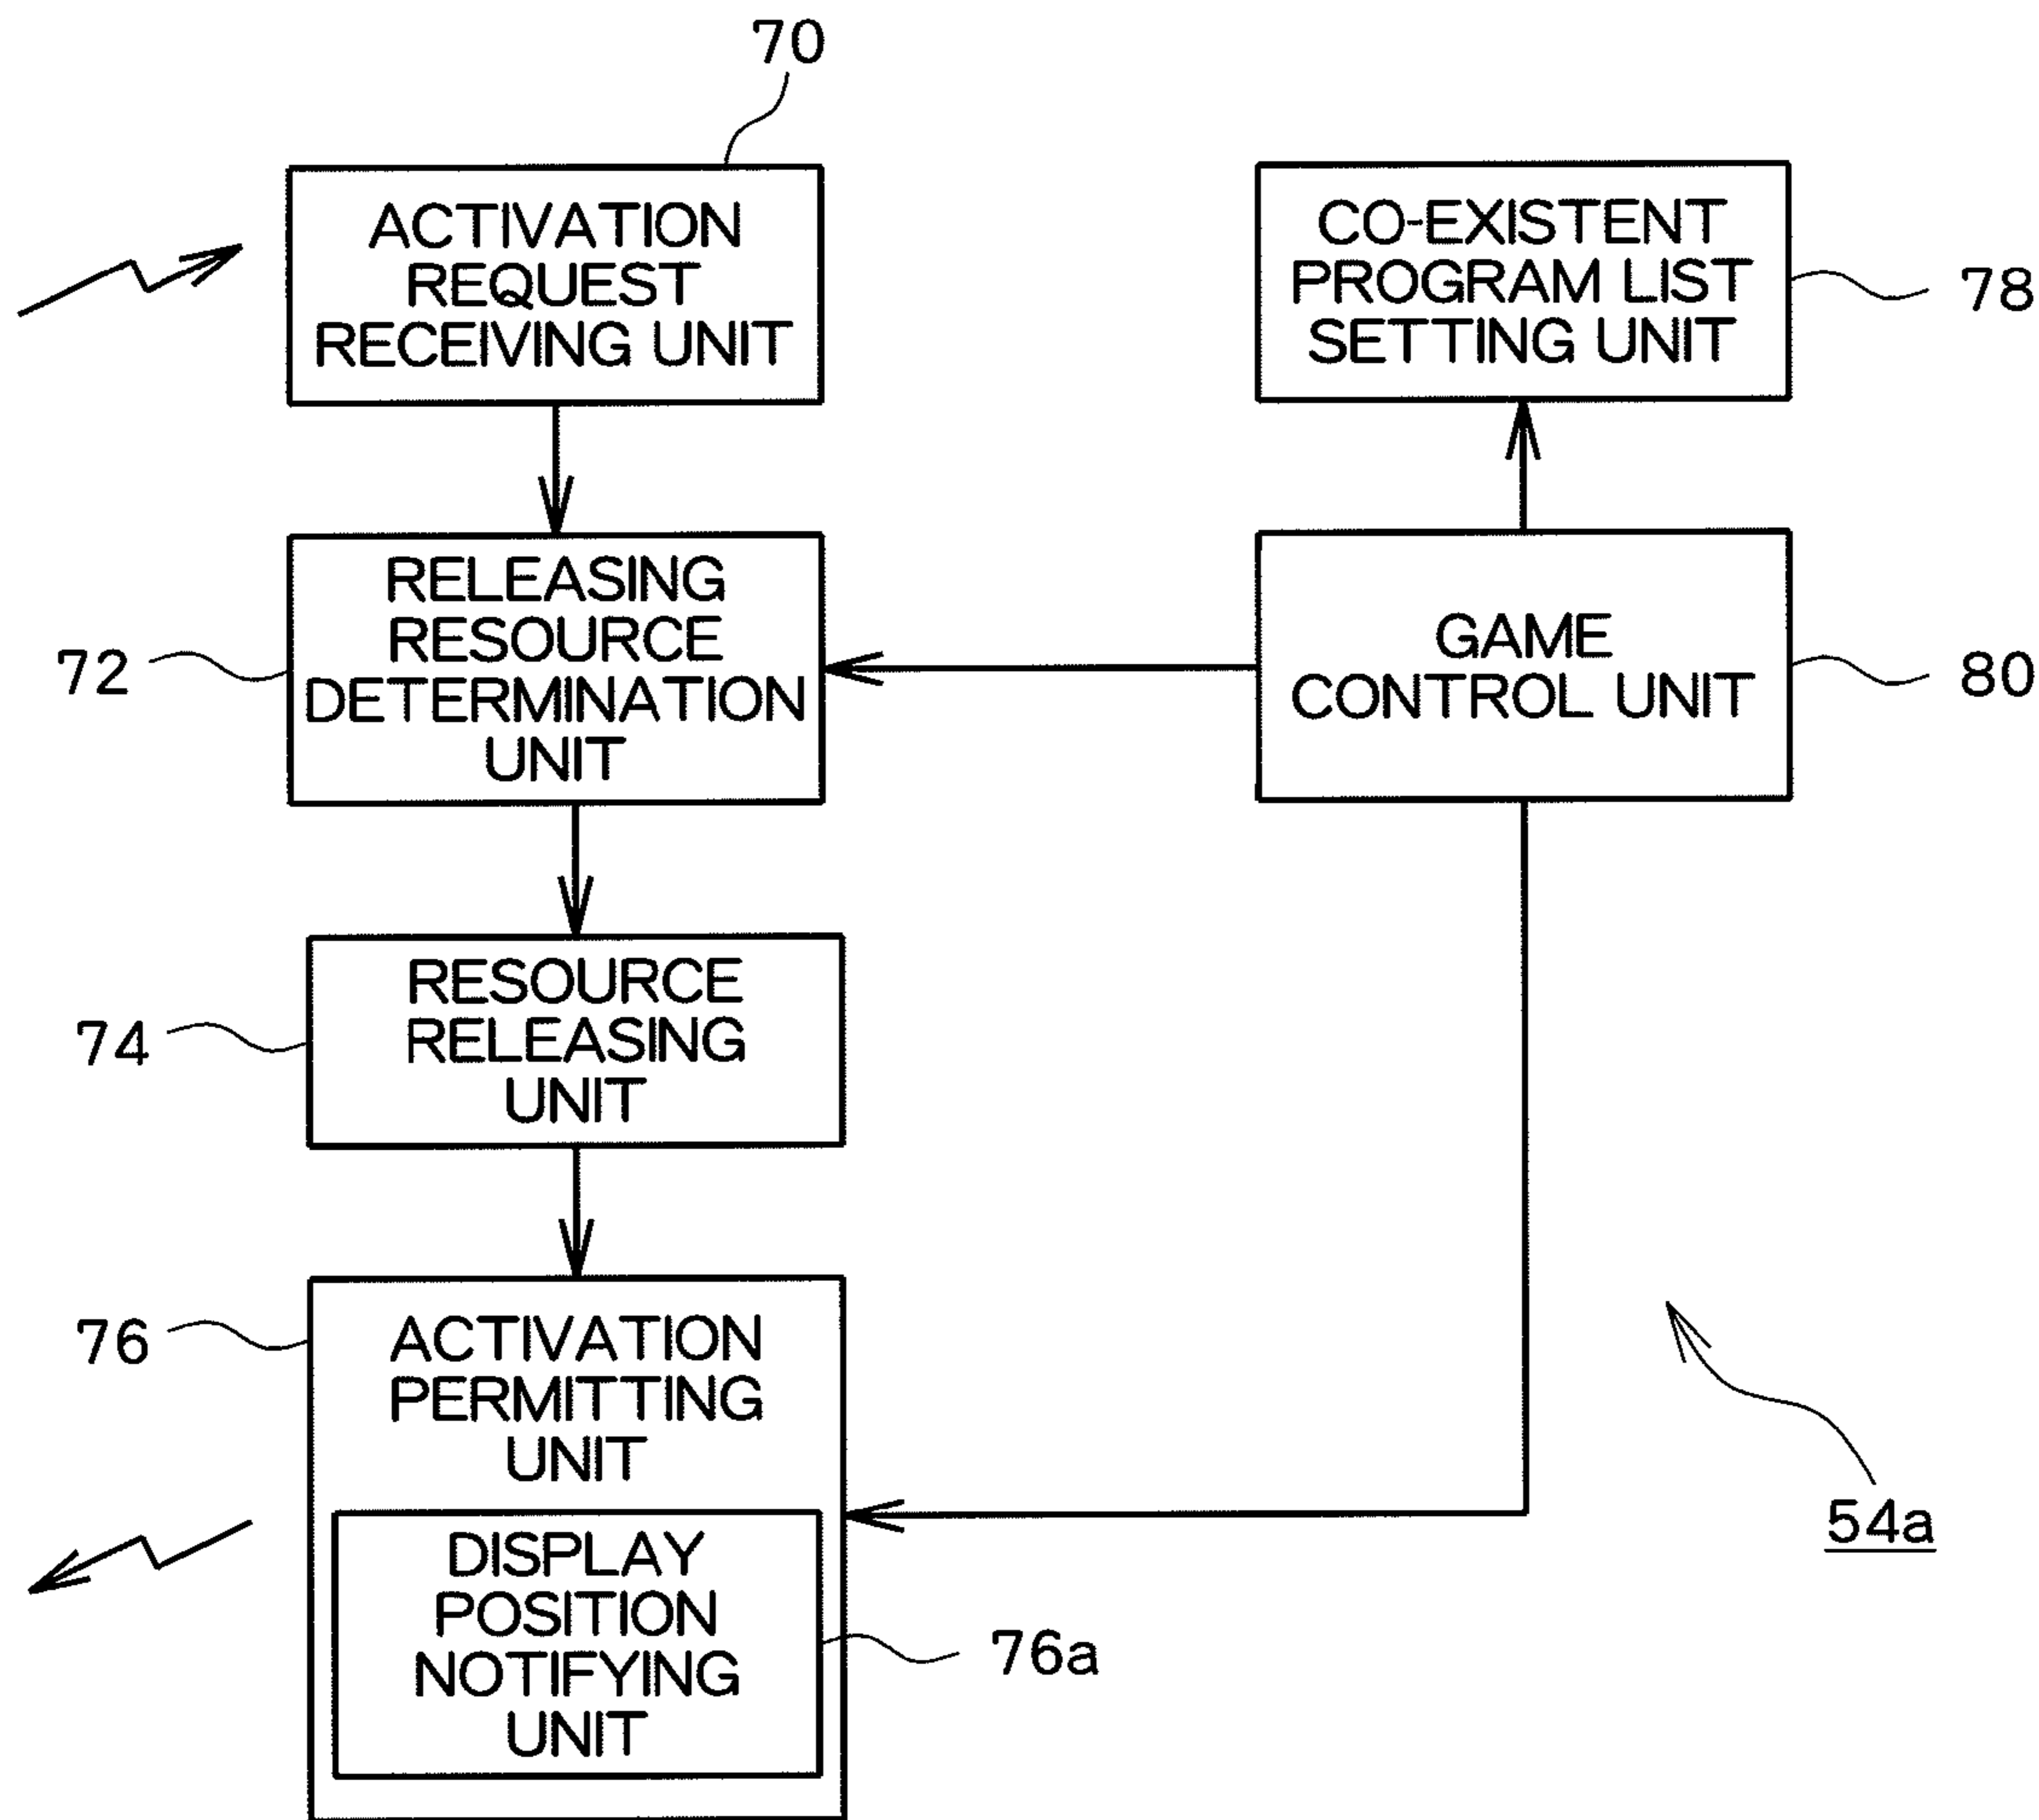 70
ACTIVATION
REQUEST
RECEIVING UNIT
CO-EXISTENT
PROGRAM LIST
SETTING UNIT
78
72
RELEASING
RESOURCE
DETERMINATION
UNIT
GAME
CONTROL UNIT
80
74
RESOURCE
RELEASING
UNIT
76
ACTIVATION
PERMITTING
UNIT
DISPLAY
POSITION
NOTIFYING
UNIT
76a
54a